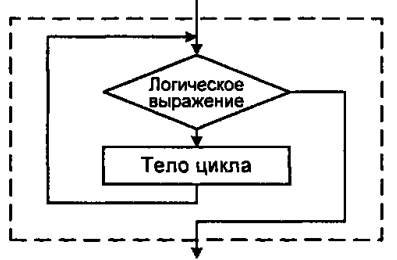 Логическое
выражение
Тело цикла